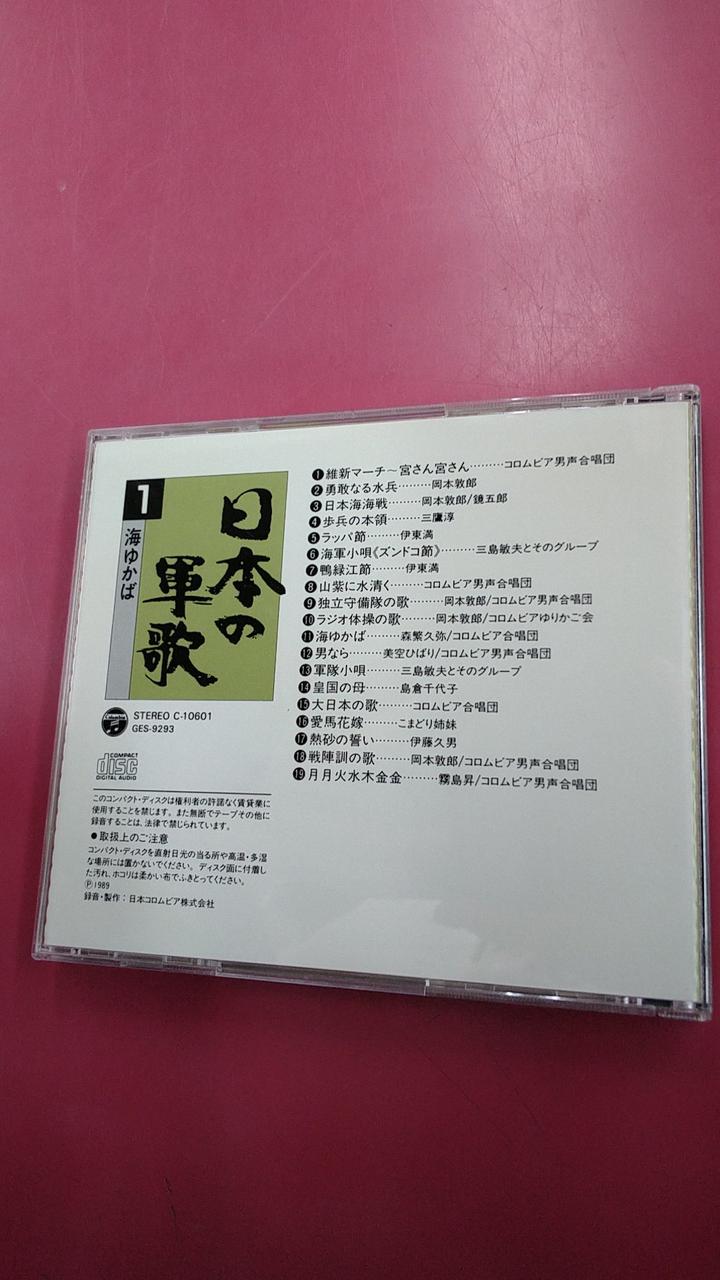 1
海ゆかば
日本の
軍歌
Columbia
STEREO C-10601
GES-9293
COMPACT
disc
DIGITAL AUDIO
このコンパクト・ディスクは権利者の許諾なく賃貸業に
使用することを禁じます。また無断でテープその他に
録音することは、法律で禁じられています。
●取扱上のご注意
コンパクト・ディスクを直射日光の当る所や高温・多湿
な場所には置かないでください。ディスク面に付着し
た汚れ、ホコリは柔かい布でふきとってください。
Ⓟ1989
録音・製作：日本コロムビア株式会社
❶維新マーチ〜宮さん宮さん………コロムビア男声合唱団
❷勇敢なる水兵………岡本敦郎
❸日本海海戦………岡本敦郎/鏡五郎
❹歩兵の本領………三鷹淳
❺ラッパ節………伊東満
❻海軍小唄《ズンドコ節》………三島敏夫とそのグループ
❼鴨緑江節………伊東満
❽山紫に水清く………コロムビア男声合唱団
❾独立守備隊の歌………岡本敦郎/コロムビア男声合唱団
❿ラジオ体操の歌………岡本敦郎/コロムビアゆりかご会
⓫海ゆかば………森繁久弥/コロムビア合唱団
⓬男なら………美空ひばり/コロムビア男声合唱団
⓭軍隊小唄………三島敏夫とそのグループ
⓮皇国の母………島倉千代子
⓯大日本の歌………コロムビア合唱団
⓰愛馬花嫁………こまどり姉妹
⓱熱砂の誓い………伊藤久男
⓲戦陣訓の歌………岡本敦郎/コロムビア男声合唱団
⓳月月火水木金金………霧島昇/コロムビア男声合唱団